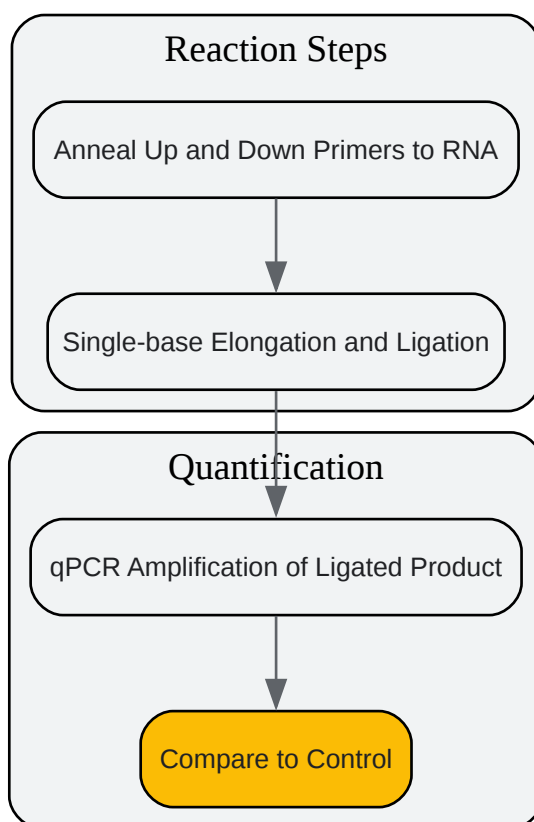 Reaction Steps
Anneal Up and Down Primers to RNA
Single-base Elongation and Ligation
Quantification
qPCR Amplification of Ligated Product
Compare to Control